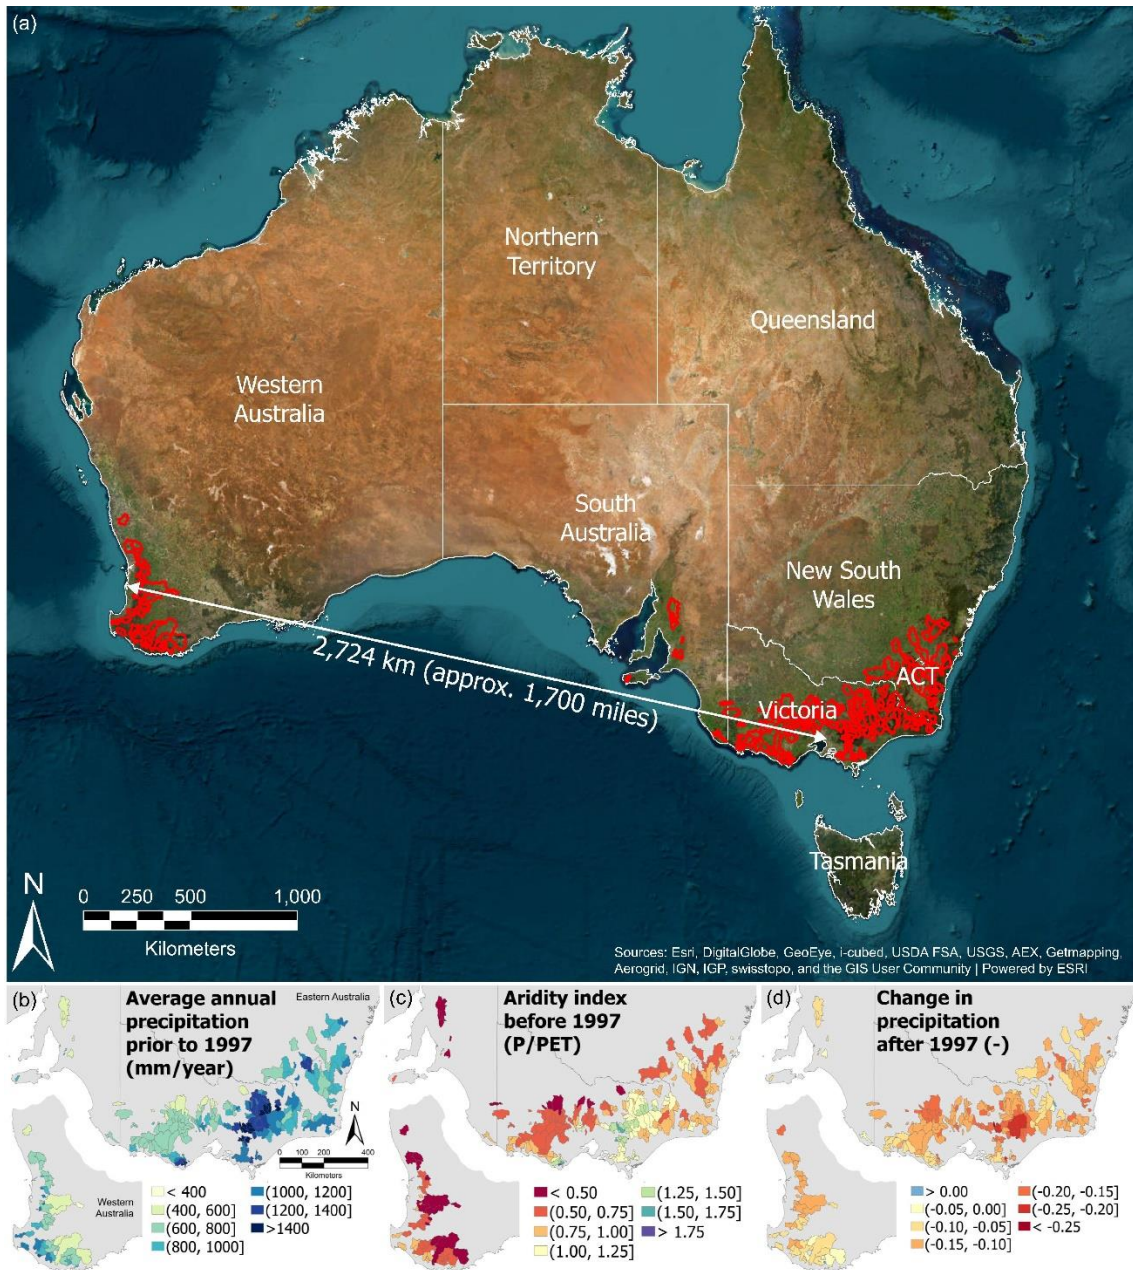 (a)
Northern
Territory
Queensland
Western
Australia
South
Australia
New South
Wales
2,724 km (approx. 1,700 miles)
ACT
Victoria
Tasmania
N
0 250 500 1,000
Kilometers
Sources: Esri, DigitalGlobe, GeoEye, i-cubed, USDA FSA, USGS, AEX, Getmapping,
Aerogrid, IGN, IGP, swisstopo, and the GIS User Community | Powered by ESRI
(b)
Average annual
precipitation
prior to 1997
(mm/year)
Eastern Australia
N
0 100 200 400
Kilometers
Western
Australia
< 400
(400, 600]
(600, 800]
(800, 1000]
(1000, 1200]
(1200, 1400]
>1400
(c)
Aridity index
before 1997
(P/PET)
< 0.50
(0.50, 0.75]
(0.75, 1.00]
(1.00, 1.25]
(1.25, 1.50]
(1.50, 1.75]
> 1.75
(d)
Change in
precipitation
after 1997 (-)
> 0.00
(-0.05, 0.00]
(-0.10, -0.05]
(-0.15, -0.10]
(-0.20, -0.15]
(-0.25, -0.20]
< -0.25